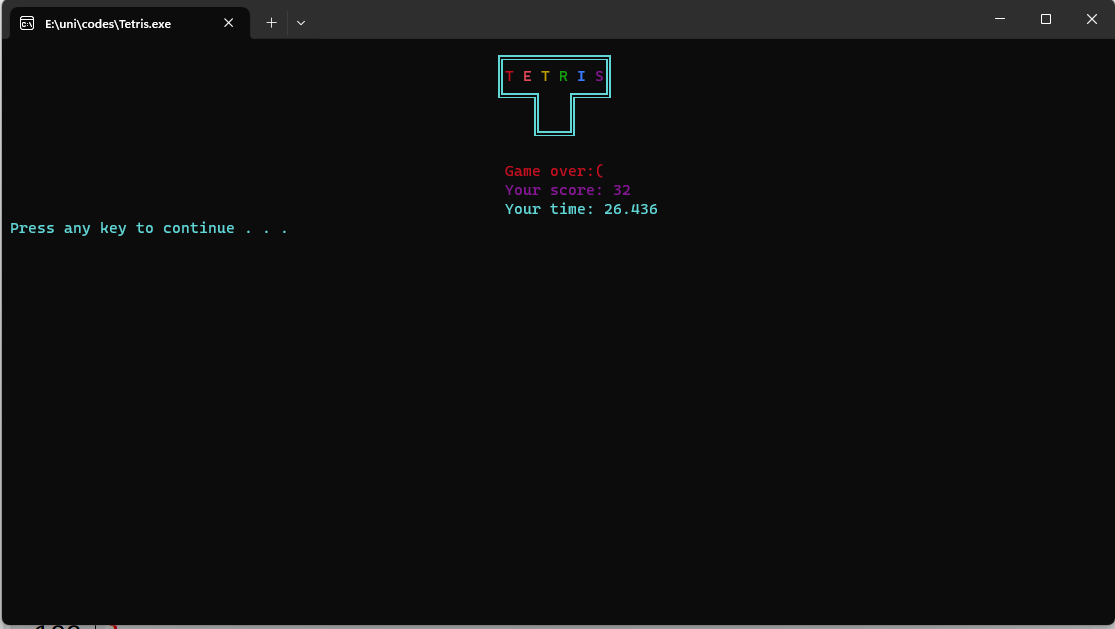 E:\uni\codes\Tetris.exe
T E T R I S
Game over:(
Your score: 32
Your time: 26.436
Press any key to continue . . .